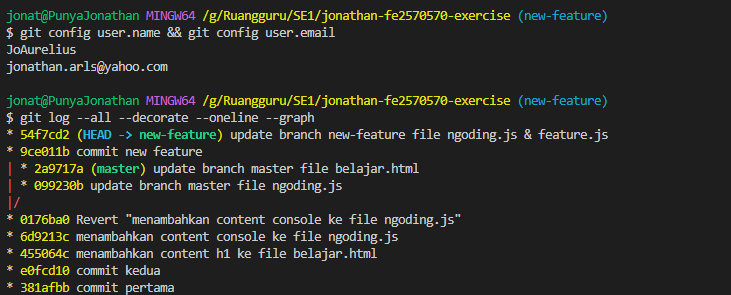 jonat@PunyaJonathan MINGW64 /g/Ruangguru/SE1/jonathan-fe2570570-exercise (new-feature)
$ git config user.name && git config user.email
JoAurelius
jonathan.arls@yahoo.com
jonat@PunyaJonathan MINGW64 /g/Ruangguru/SE1/jonathan-fe2570570-exercise (new-feature)
$ git log --all --decorate --oneline --graph
* 54f7cd2 (HEAD -> new-feature) update branch new-feature file ngoding.js & feature.js
* 9ce011b commit new feature
| * 2a9717a (master) update branch master file belajar.html
| * 099230b update branch master file ngoding.js
|/
* 0176ba0 Revert "menambahkan content console ke file ngoding.js"
* 6d9213c menambahkan content console ke file ngoding.js
* 455064c menambahkan content h1 ke file belajar.html
* e0fcd10 commit kedua
* 381afbb commit pertama